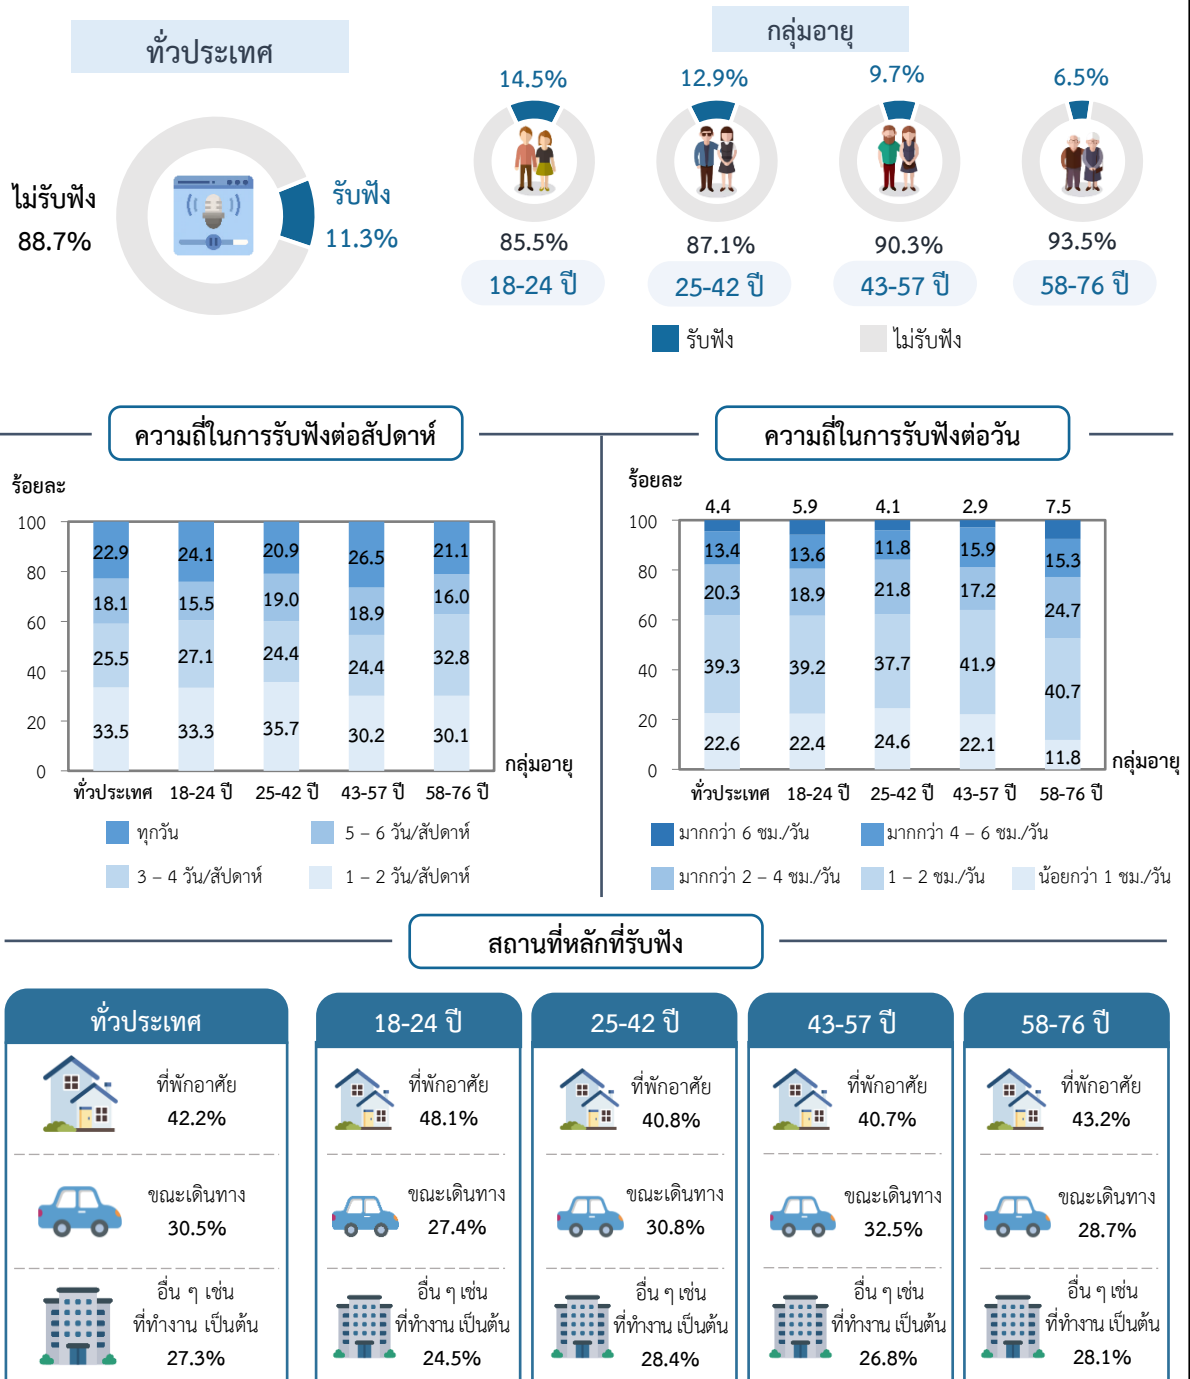 ทั่วประเทศ
ไม่รับฟัง
88.7%
รับฟัง
11.3%
กลุ่มอายุ
14.5%
12.9%
9.7%
6.5%
85.5%
87.1%
90.3%
93.5%
18-24 ปี
25-42 ปี
43-57 ปี
58-76 ปี
รับฟัง
ไม่รับฟัง
ความถี่ในการรับฟังต่อสัปดาห์
ร้อยละ
100
80
60
40
20
0
22.9
24.1
20.9
26.5
21.1
18.1
15.5
19.0
18.9
16.0
25.5
27.1
24.4
24.4
32.8
33.5
33.3
35.7
30.2
30.1
กลุ่มอายุ
ทั่วประเทศ
18-24 ปี
25-42 ปี
43-57 ปี
58-76 ปี
ทุกวัน
5 – 6 วัน/สัปดาห์
3 – 4 วัน/สัปดาห์
1 – 2 วัน/สัปดาห์
ความถี่ในการรับฟังต่อวัน
ร้อยละ
100
80
60
40
20
0
4.4
5.9
4.1
2.9
7.5
13.4
13.6
11.8
15.9
15.3
20.3
18.9
21.8
17.2
24.7
39.3
39.2
37.7
41.9
40.7
22.6
22.4
24.6
22.1
11.8
กลุ่มอายุ
ทั่วประเทศ
18-24 ปี
25-42 ปี
43-57 ปี
58-76 ปี
มากกว่า 6 ชม./วัน
มากกว่า 4 – 6 ชม./วัน
มากกว่า 2 – 4 ชม./วัน
1 – 2 ชม./วัน
น้อยกว่า 1 ชม./วัน
สถานที่หลักที่รับฟัง
ทั่วประเทศ
ที่พักอาศัย
42.2%
ขณะเดินทาง
30.5%
อื่น ๆ เช่น
ที่ทำงาน เป็นต้น
27.3%
18-24 ปี
ที่พักอาศัย
48.1%
ขณะเดินทาง
27.4%
อื่น ๆ เช่น
ที่ทำงาน เป็นต้น
24.5%
25-42 ปี
ที่พักอาศัย
40.8%
ขณะเดินทาง
30.8%
อื่น ๆ เช่น
ที่ทำงาน เป็นต้น
28.4%
43-57 ปี
ที่พักอาศัย
40.7%
ขณะเดินทาง
32.5%
อื่น ๆ เช่น
ที่ทำงาน เป็นต้น
26.8%
58-76 ปี
ที่พักอาศัย
43.2%
ขณะเดินทาง
28.7%
อื่น ๆ เช่น
ที่ทำงาน เป็นต้น
28.1%